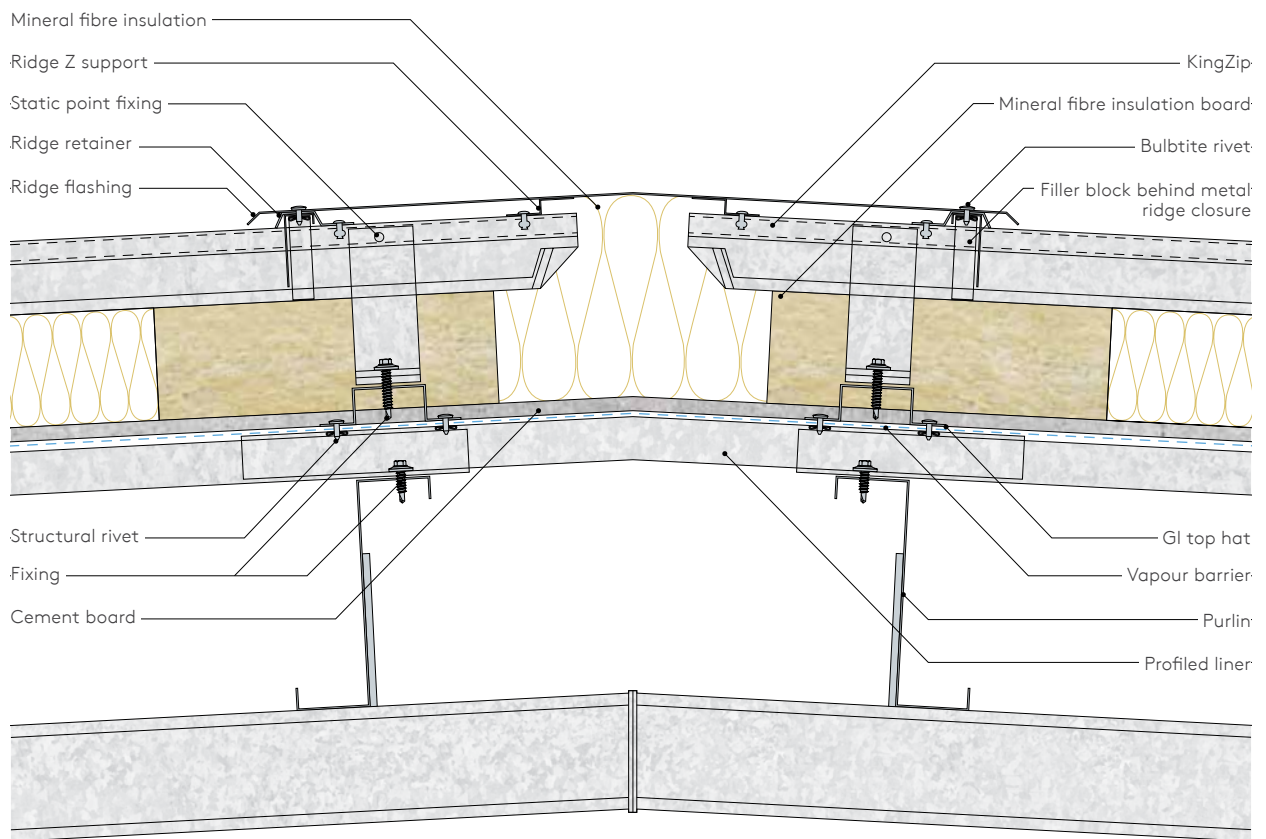 Mineral fibre insulation
Ridge Z support
Static point fixing
Ridge retainer
Ridge flashing
KingZip
Mineral fibre insulation board
Bulbtite rivet
Filler block behind metal
ridge closure
Structural rivet
Fixing
Cement board
GI top hat
Vapour barrier
Purlin
Profiled liner